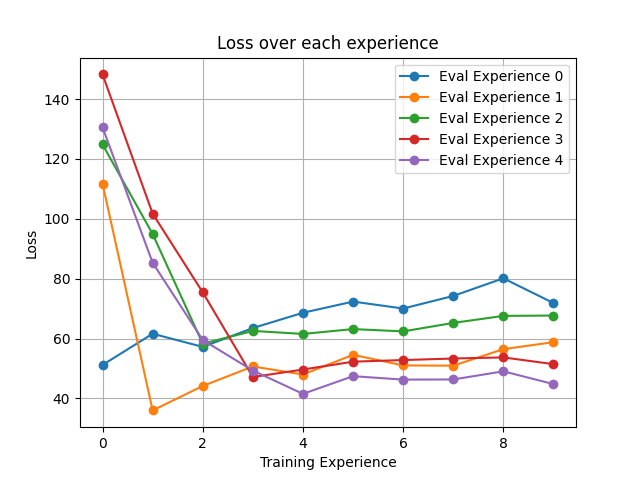 Loss over each experience
Eval Experience 0
Eval Experience 1
Eval Experience 2
Eval Experience 3
Eval Experience 4
140
120
100
80
60
40
Loss
0 2 4 6 8
Training Experience